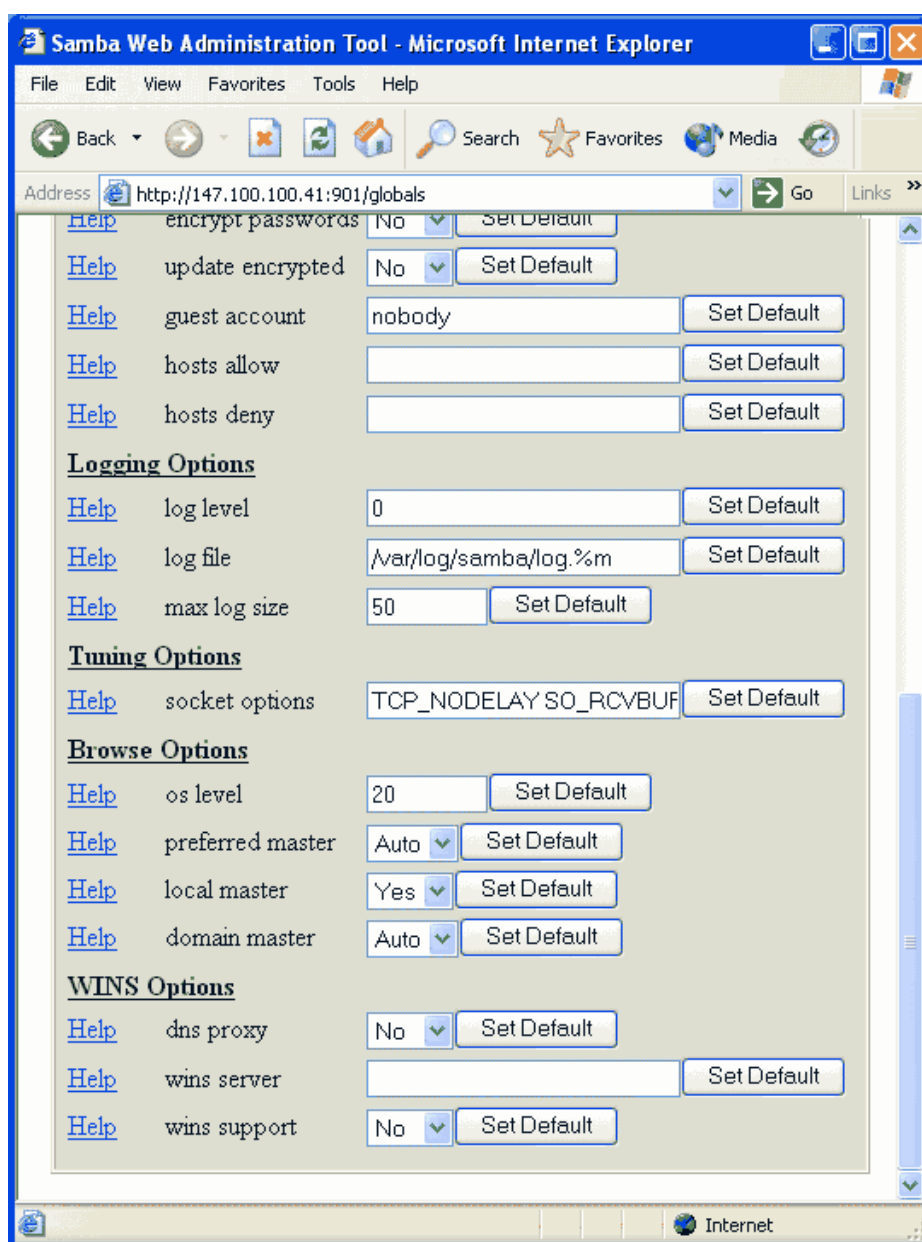 Samba Web Administration Tool - Microsoft Internet Explorer
File Edit View Favorites Tools Help
Back Search Favorites Media
Address http://147.100.100.41:901/globals Go Links »
Help encrypt passwords No Set Default
Help update encrypted No Set Default
Help guest account nobody Set Default
Help hosts allow Set Default
Help hosts deny Set Default
Logging Options
Help log level 0 Set Default
Help log file /var/log/samba/log.%m Set Default
Help max log size 50 Set Default
Tuning Options
Help socket options TCP_NODELAY SO_RCVBUF Set Default
Browse Options
Help os level 20 Set Default
Help preferred master Auto Set Default
Help local master Yes Set Default
Help domain master Auto Set Default
WINS Options
Help dns proxy No Set Default
Help wins server Set Default
Help wins support No Set Default
Internet